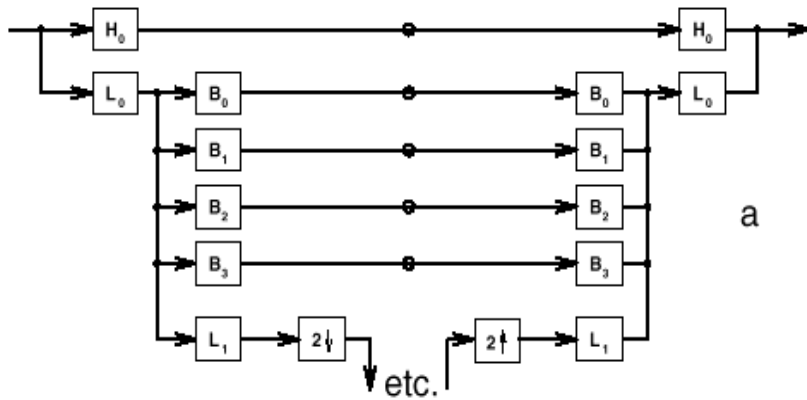 H₀ H₀
L₀ B₀ B₀ L₀
B₁ B₁
B₂ B₂ a
B₃ B₃
L₁ 2↓ 2↑ L₁
etc.